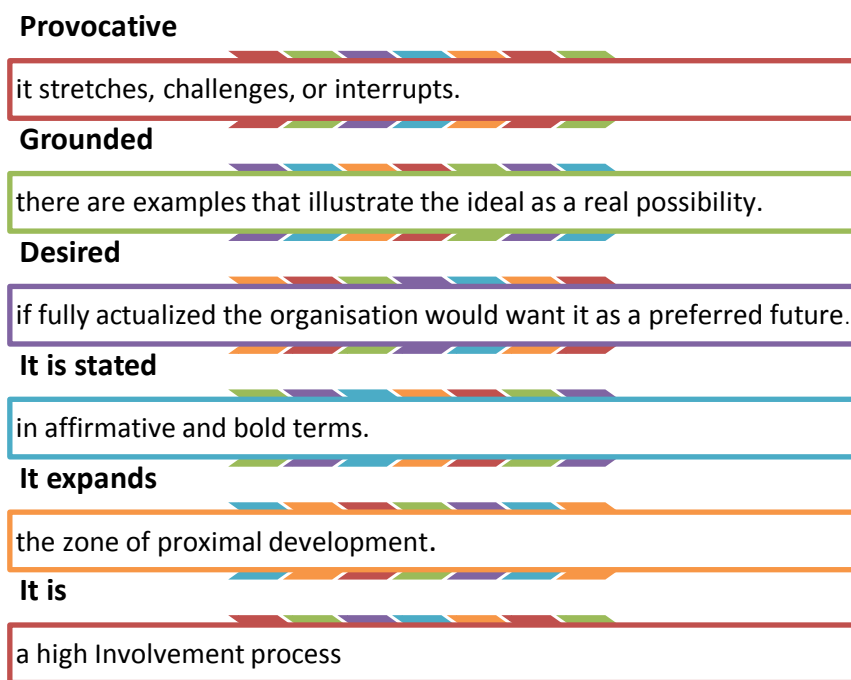 Provocative
it stretches, challenges, or interrupts.
Grounded
there are examples that illustrate the ideal as a real possibility.
Desired
if fully actualized the organisation would want it as a preferred future.
It is stated
in affirmative and bold terms.
It expands
the zone of proximal development.
It is
a high Involvement process